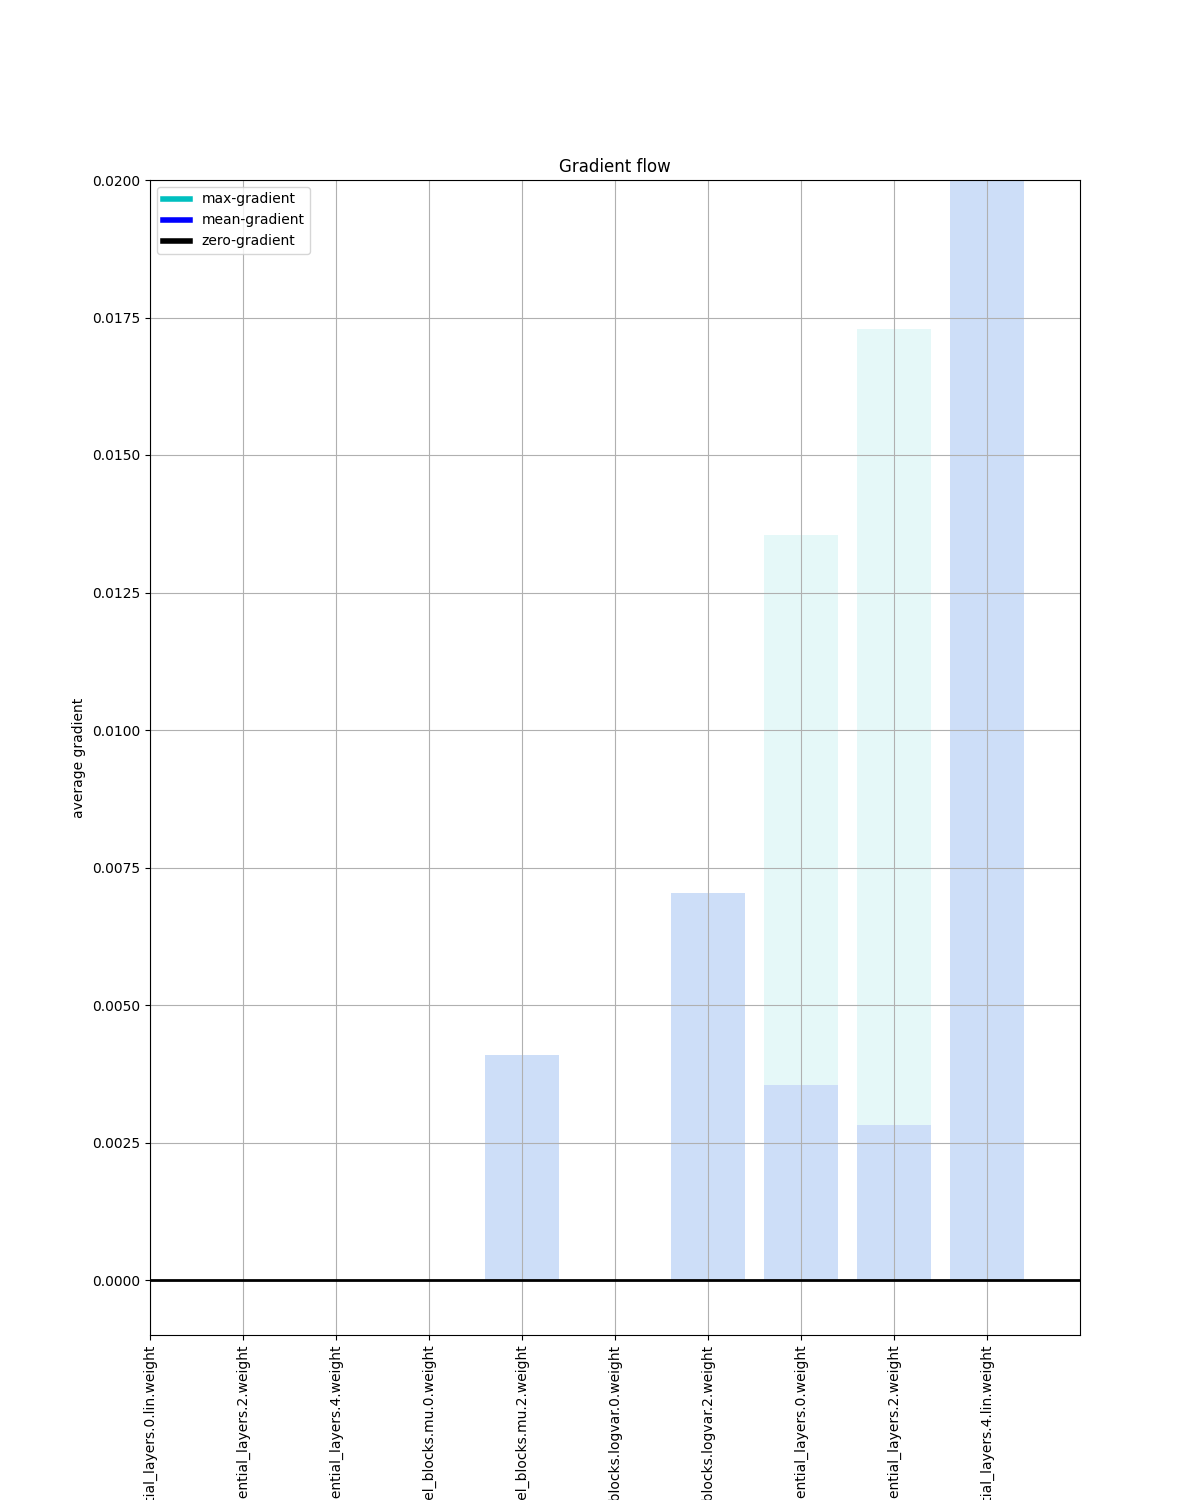 Gradient flow
max-gradient
mean-gradient
zero-gradient
0.0200
0.0175
0.0150
0.0125
0.0100
0.0075
0.0050
0.0025
0.0000
average gradient
tial_layers.0.lin.weight
ential_layers.2.weight
ential_layers.4.weight
el_blocks.mu.0.weight
el_blocks.mu.2.weight
blocks.logvar.0.weight
blocks.logvar.2.weight
ential_layers.0.weight
ential_layers.2.weight
tial_layers.4.lin.weight